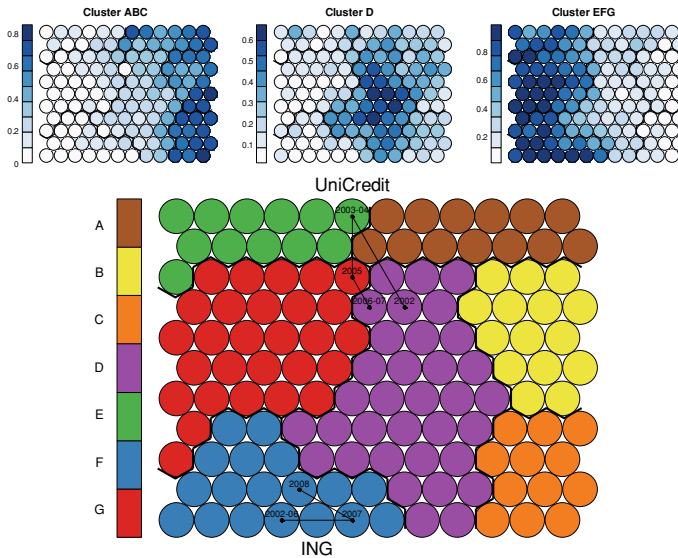 Cluster ABC
Cluster D
Cluster EFG
0.8
0.6
0.4
0.2
0
0.6
0.5
0.4
0.3
0.2
0.1
0.8
0.6
0.4
0.2
UniCredit
A
B
C
D
E
F
G
2003-04
2005
2006-07
2002
2008
2002-06
2007
ING